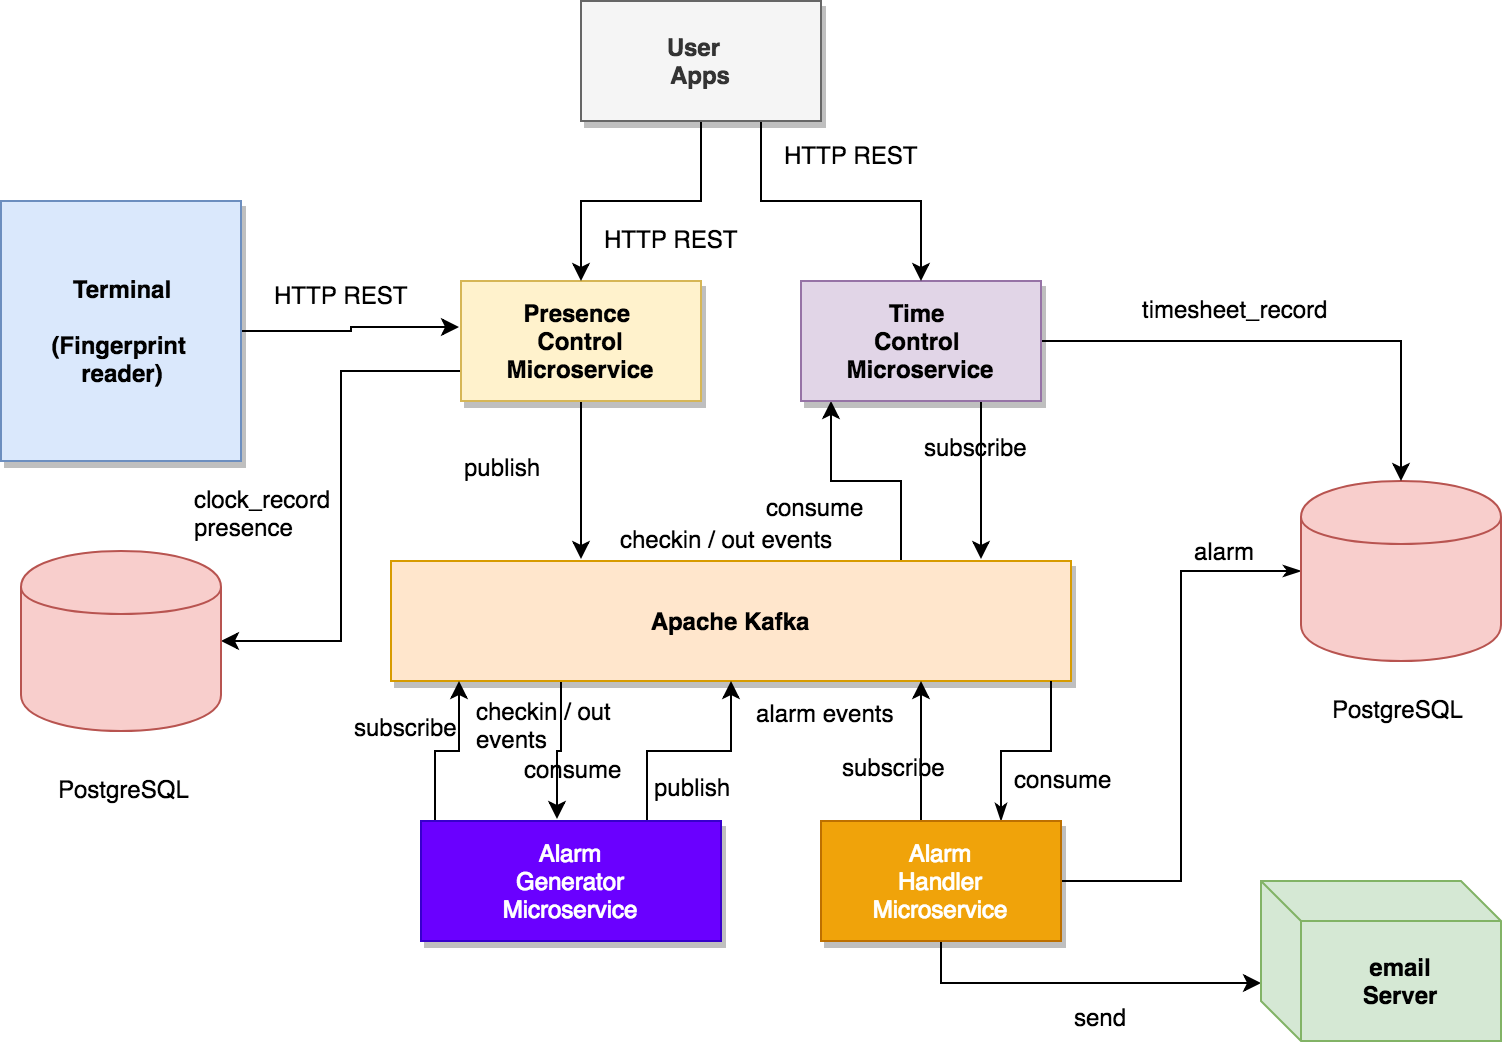 User
Apps
HTTP REST
HTTP REST
Terminal
(Fingerprint
reader)
HTTP REST
Presence
Control
Microservice
Time
Control
Microservice
timesheet_record
publish
subscribe
clock_record
presence
consume
checkin / out events
alarm
Apache Kafka
PostgreSQL
subscribe
checkin / out
events
consume
publish
alarm events
subscribe
consume
PostgreSQL
Alarm
Generator
Microservice
Alarm
Handler
Microservice
email
Server
send